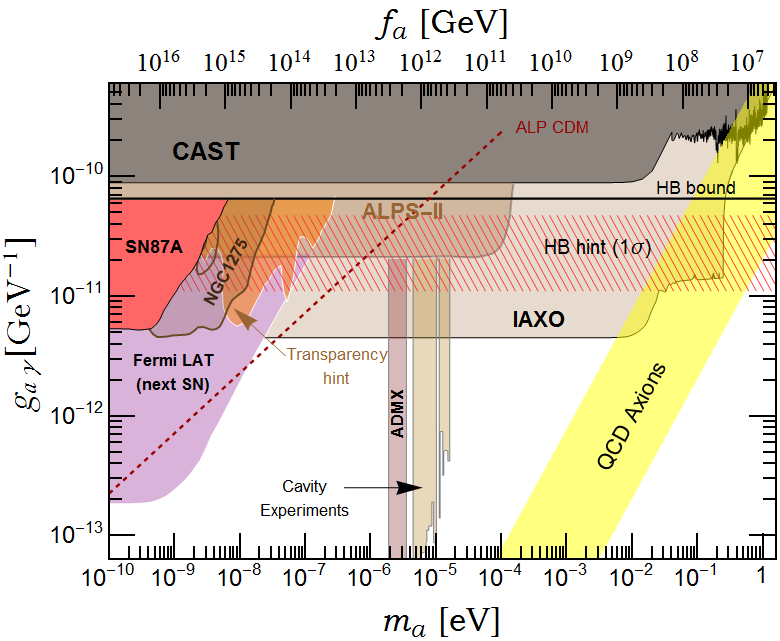 f_a [GeV]
10^16 10^15 10^14 10^13 10^12 10^11 10^10 10^9 10^8 10^7
ALP CDM
CAST
10^-10
HB bound
ALPS-II
SN87A
NGC1275
HB hint (1σ)
10^-11
IAXO
g_a γ [GeV^-1]
Transparency
hint
Fermi LAT
(next SN)
ADMX
QCD Axions
10^-12
Cavity
Experiments
10^-13
10^-10 10^-9 10^-8 10^-7 10^-6 10^-5 10^-4 10^-3 10^-2 10^-1 1
m_a [eV]